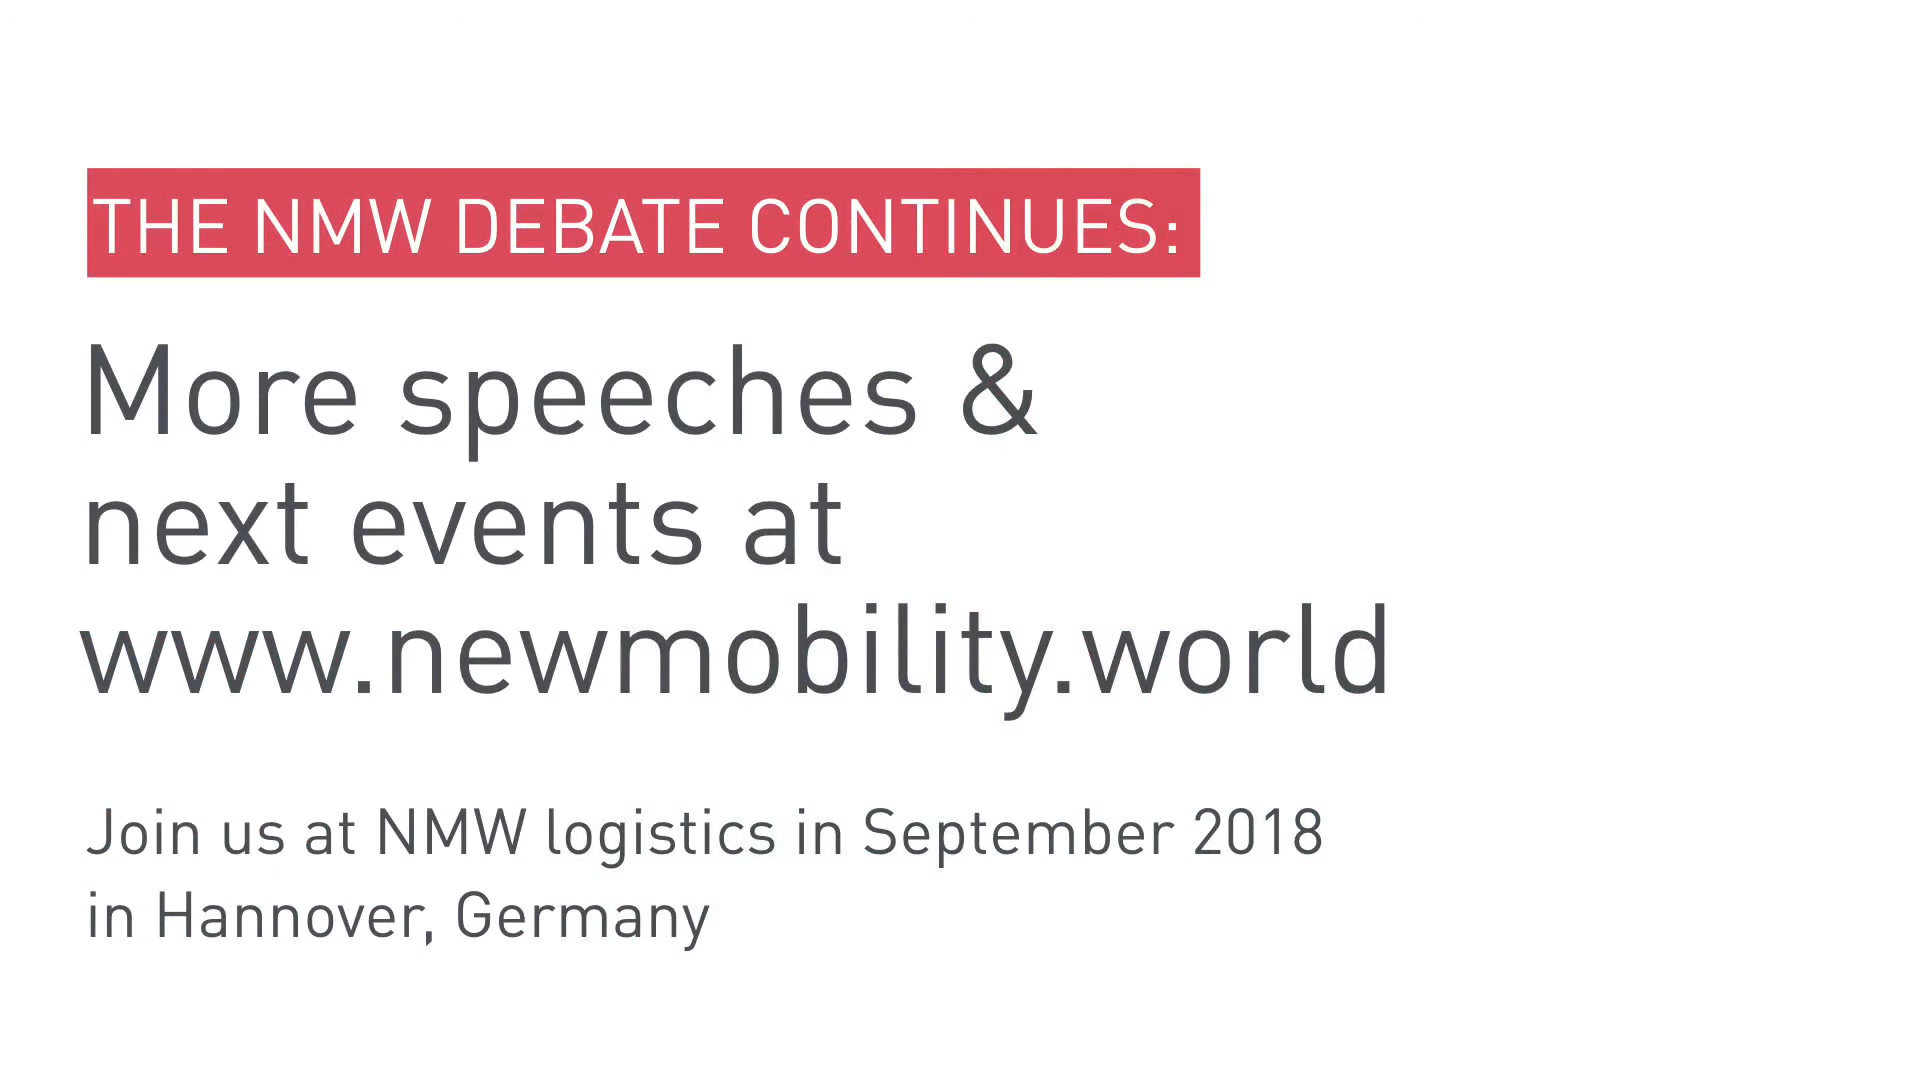 THE NMW DEBATE CONTINUES:
More speeches &
next events at
www.newmobility.world
Join us at NMW logistics in September 2018
in Hannover, Germany